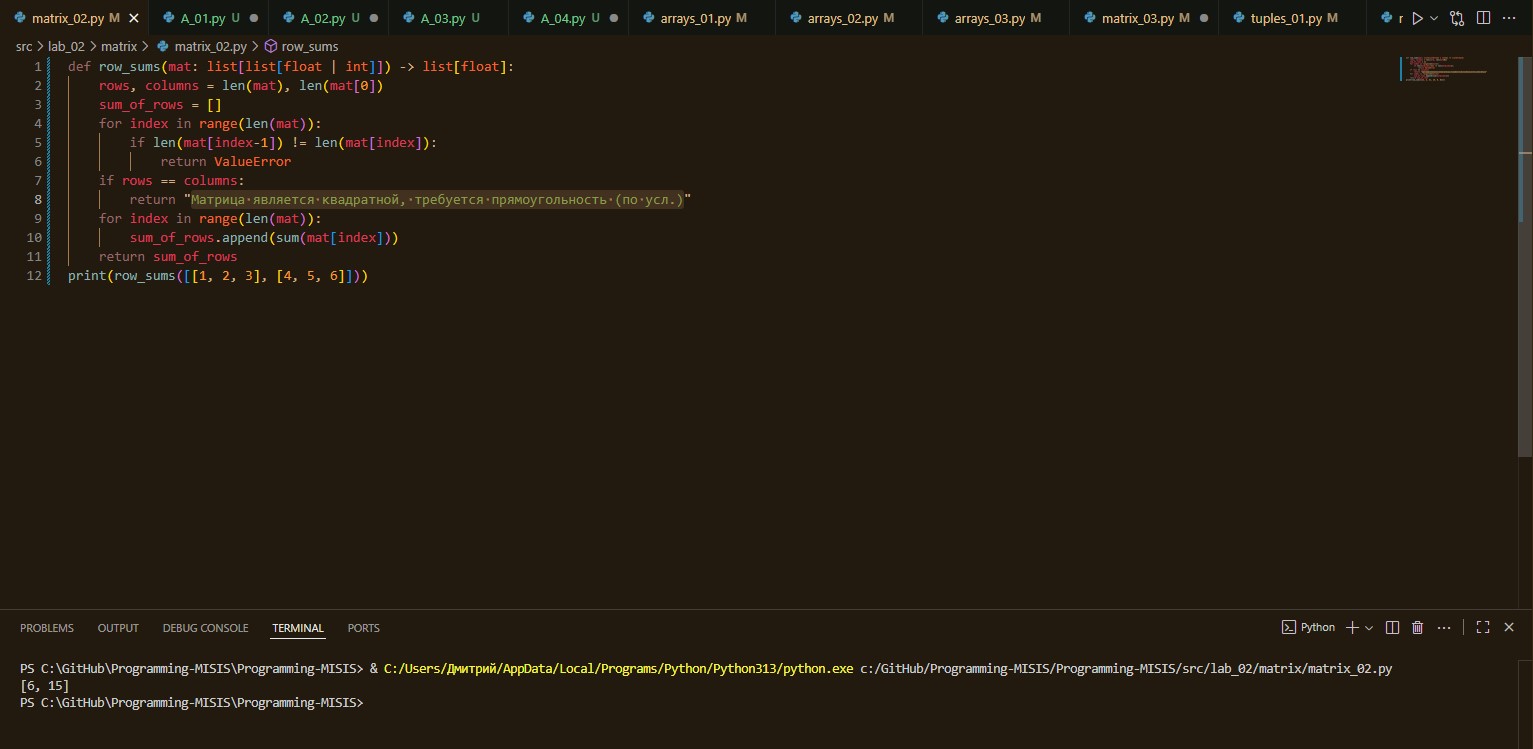 matrix_02.py M A_01.py U A_02.py U A_03.py U A_04.py U arrays_01.py M arrays_02.py M arrays_03.py M matrix_03.py M tuples_01.py M r
src > lab_02 > matrix > matrix_02.py > row_sums
1 def row_sums(mat: list[list[float | int]]) -> list[float]:
2 rows, columns = len(mat), len(mat[0])
3 sum_of_rows = []
4 for index in range(len(mat)):
5 if len(mat[index-1]) != len(mat[index]):
6 return ValueError
7 if rows == columns:
8 return "Матрица·является·квадратной,·требуется·прямоугольность·(по·усл.)"
9 for index in range(len(mat)):
10 sum_of_rows.append(sum(mat[index]))
11 return sum_of_rows
12 print(row_sums([[1, 2, 3], [4, 5, 6]]))
PROBLEMS OUTPUT DEBUG CONSOLE TERMINAL PORTS Python
PS C:\GitHub\Programming-MISIS\Programming-MISIS> & C:/Users/Дмитрий/AppData/Local/Programs/Python/Python313/python.exe c:/GitHub/Programming-MISIS/Programming-MISIS/src/lab_02/matrix/matrix_02.py
[6, 15]
PS C:\GitHub\Programming-MISIS\Programming-MISIS>